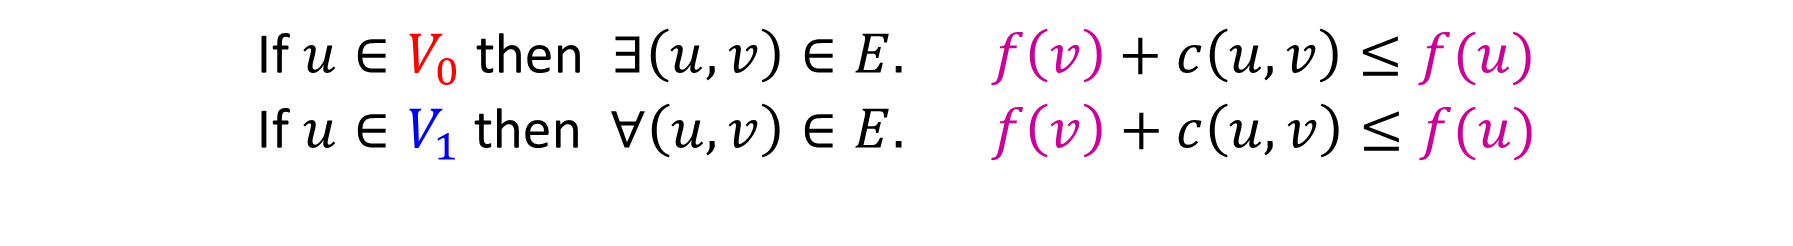 If 𝑢 ∈ 𝑉₀ then ∃(𝑢, 𝑣) ∈ 𝐸. 𝑓(𝑣) + 𝑐(𝑢, 𝑣) ≤ 𝑓(𝑢)
If 𝑢 ∈ 𝑉₁ then ∀(𝑢, 𝑣) ∈ 𝐸. 𝑓(𝑣) + 𝑐(𝑢, 𝑣) ≤ 𝑓(𝑢)